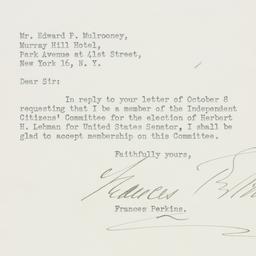 Mr. Edward P. Mulrooney,
Murray Hill Hotel,
Park Avenue at 41st Street,
New York 16, N. Y.
Dear Sir:
In reply to your letter of October 8
requesting that I be a member of the Independent
Citizens' Committee for the election of Herbert
H. Lehman for United States Senator, I shall be
glad to accept membership on this Committee.
Faithfully yours,
Frances
Frances Perkins.